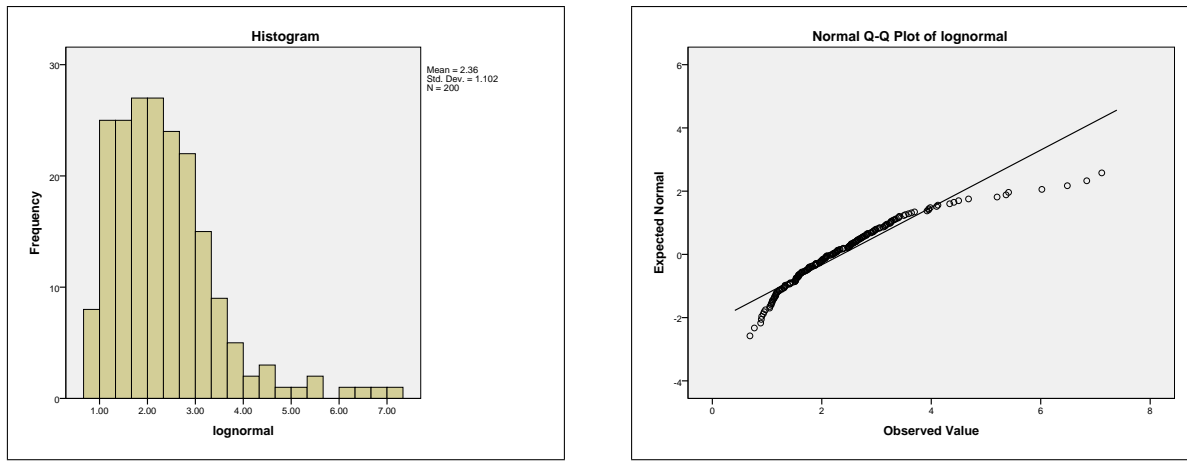 Histogram
Mean = 2.36
Std. Dev. = 1.102
N = 200
30
20
10
0
Frequency
1.00 2.00 3.00 4.00 5.00 6.00 7.00
lognormal
Normal Q-Q Plot of lognormal
6
4
2
0
-2
-4
Expected Normal
0 2 4 6 8
Observed Value